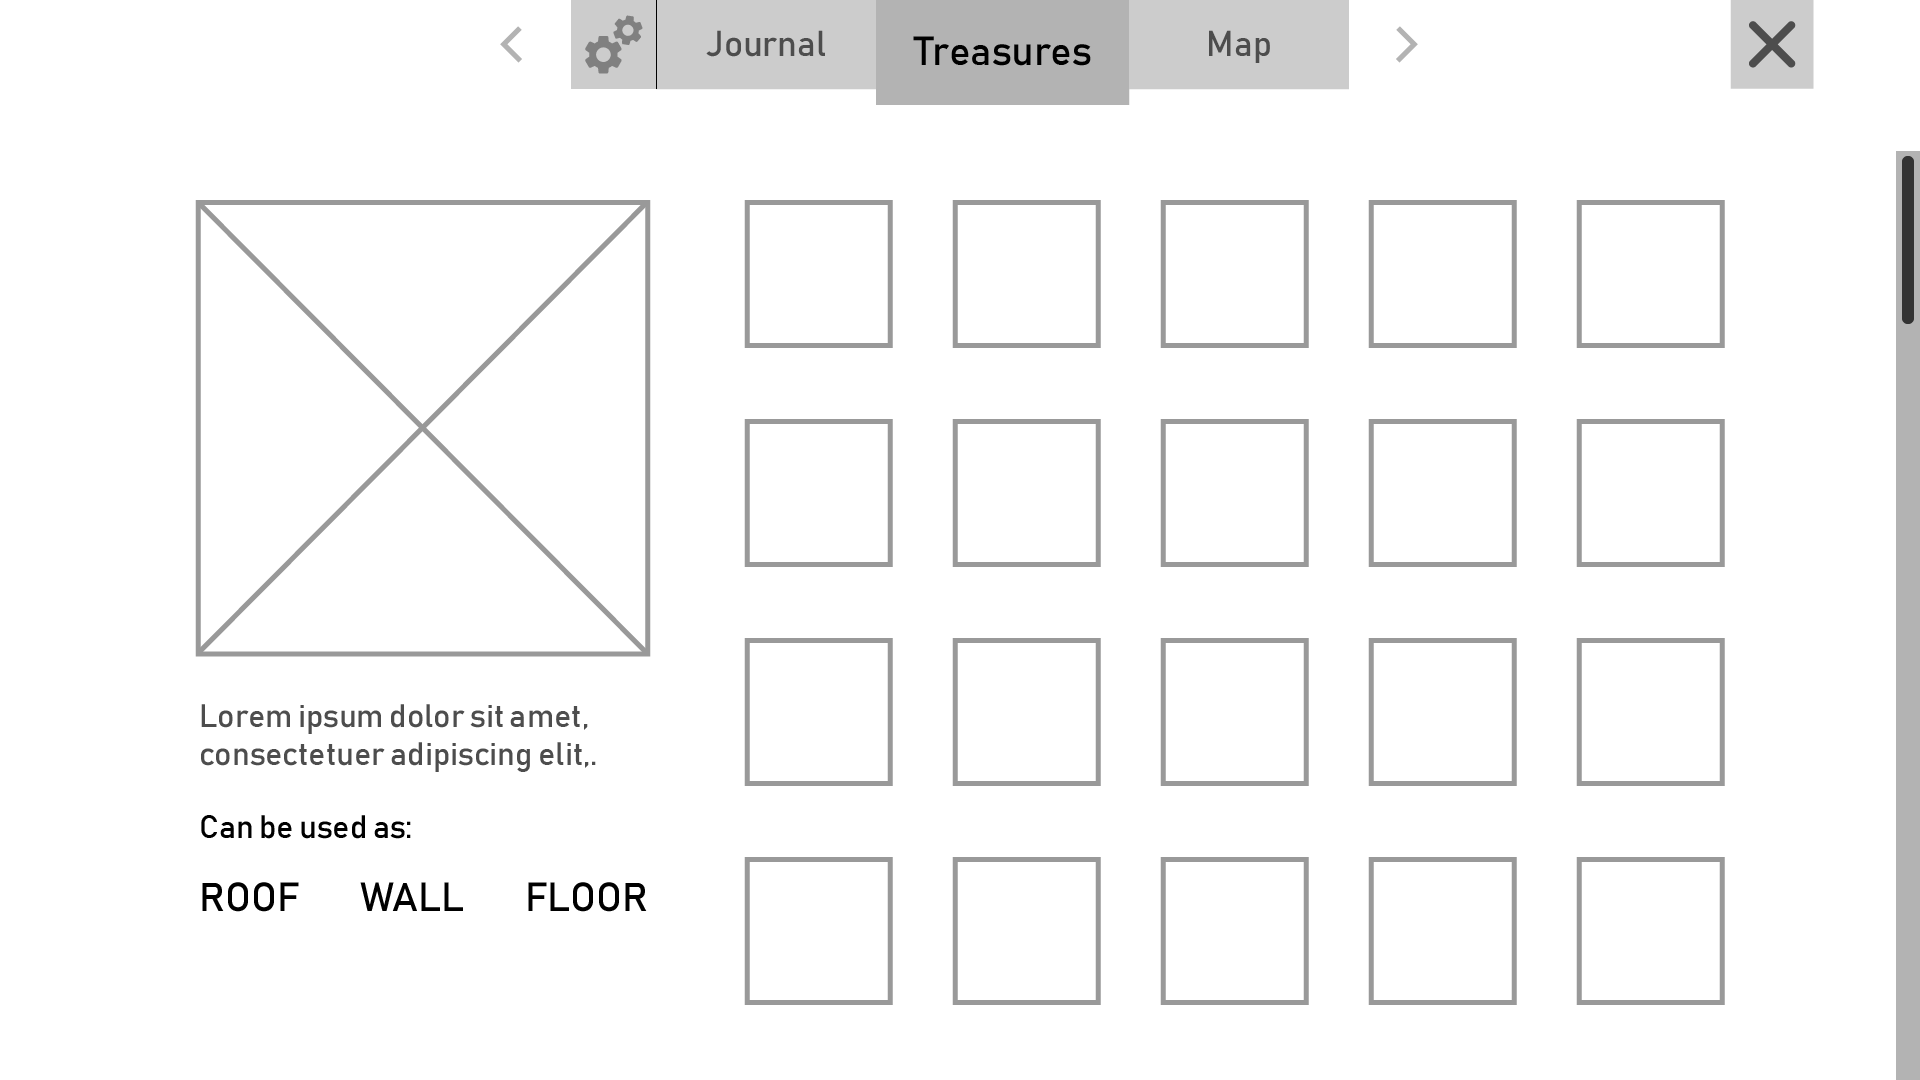 Journal
Treasures
Map
Lorem ipsum dolor sit amet,
consectetuer adipiscing elit,.
Can be used as:
ROOF WALL FLOOR